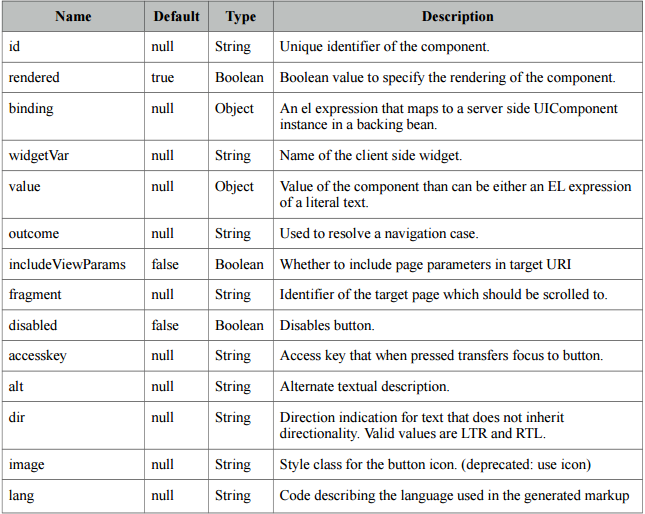 Name Default Type Description
id null String Unique identifier of the component.
rendered true Boolean Boolean value to specify the rendering of the component.
binding null Object An el expression that maps to a server side UIComponent
instance in a backing bean.
widgetVar null String Name of the client side widget.
value null Object Value of the component than can be either an EL expression
of a literal text.
outcome null String Used to resolve a navigation case.
includeViewParams false Boolean Whether to include page parameters in target URI
fragment null String Identifier of the target page which should be scrolled to.
disabled false Boolean Disables button.
accesskey null String Access key that when pressed transfers focus to button.
alt null String Alternate textual description.
dir null String Direction indication for text that does not inherit
directionality. Valid values are LTR and RTL.
image null String Style class for the button icon. (deprecated: use icon)
lang null String Code describing the language used in the generated markup